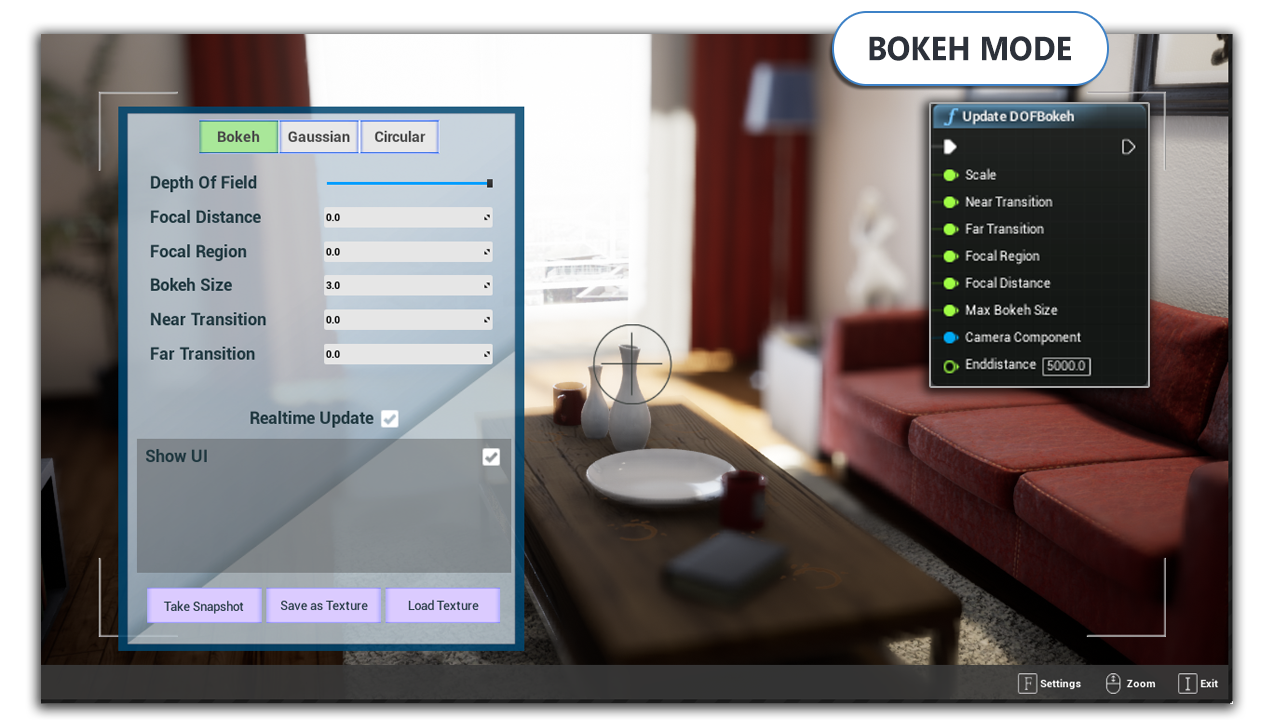 BOKEH MODE
Bokeh Gaussian Circular
Depth Of Field
Focal Distance 0.0
Focal Region 0.0
Bokeh Size 3.0
Near Transition 0.0
Far Transition 0.0
Realtime Update
Show UI
Take Snapshot Save as Texture Load Texture
f Update DOFBokeh
Scale
Near Transition
Far Transition
Focal Region
Focal Distance
Max Bokeh Size
Camera Component
Enddistance 5000.0
F Settings Zoom I Exit